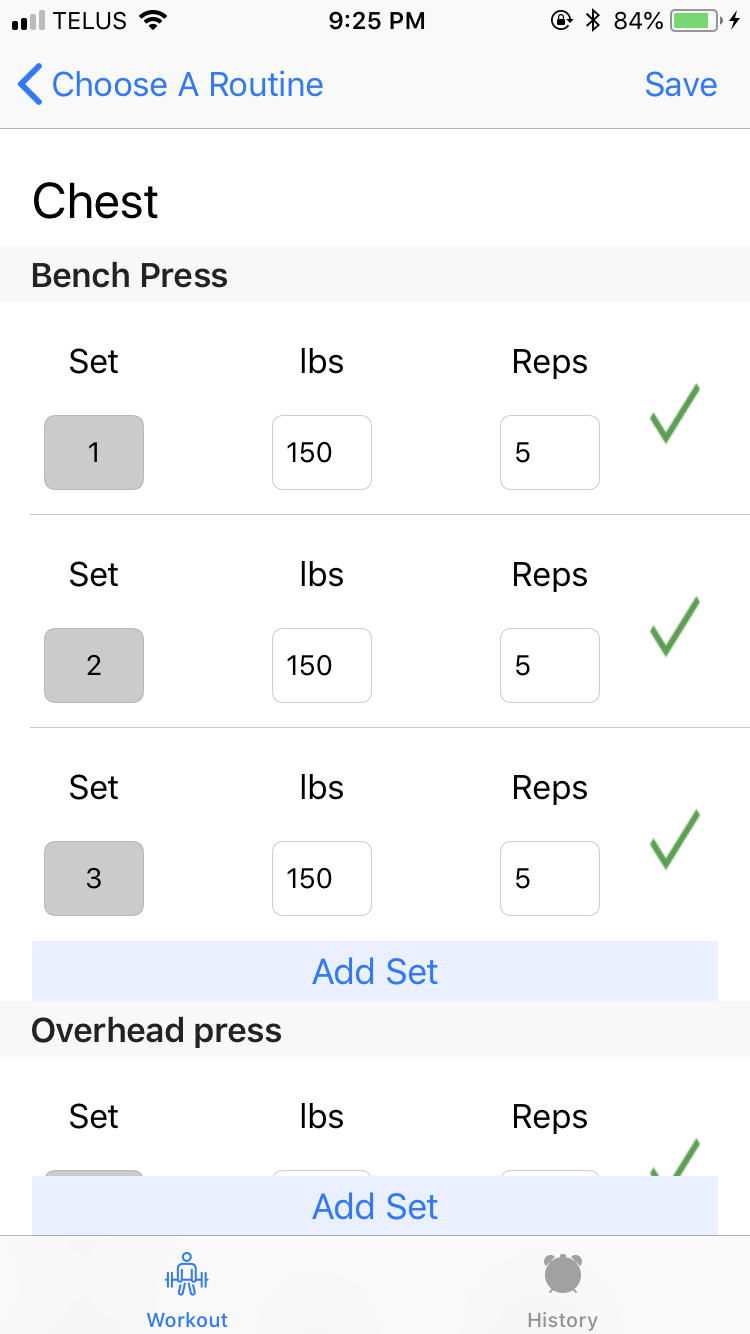 TELUS 9:25 PM 84%
Choose A Routine Save
Chest
Bench Press
Set lbs Reps
1 150 5
Set lbs Reps
2 150 5
Set lbs Reps
3 150 5
Add Set
Overhead press
Set lbs Reps
Add Set
Workout History